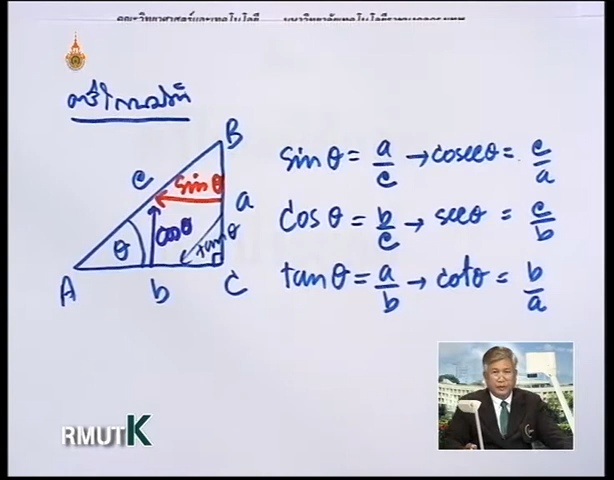 ตรีโกณมิติ
B
c
sin θ
a
cos θ
tan θ
θ
A
b
C
sin θ = a/c → cosec θ = c/a
cos θ = b/c → sec θ = c/b
tan θ = a/b → cot θ = b/a
RMUTK